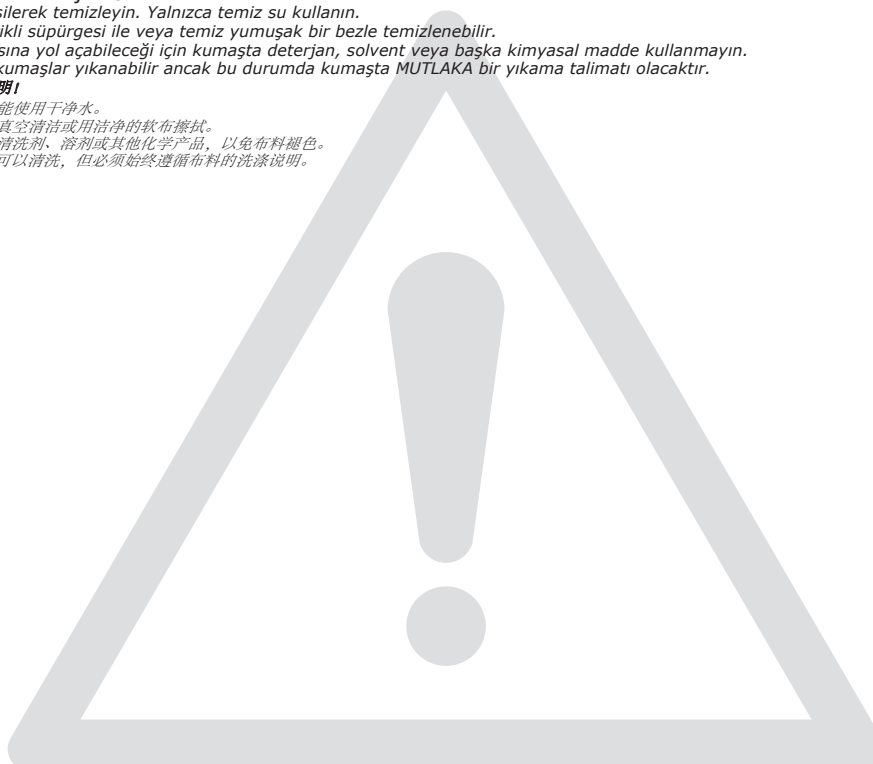 silerek temizleyin. Yalnızca temiz su kullanın.
ikli süpürgesi ile veya temiz yumuşak bir bezle temizlenebilir.
sına yol açabileceği için kumaşta deterjan, solvent veya başka kimyasal madde kullanmayın.
kumaşlar yıkanabilir ancak bu durumda kumaşta MUTLAKA bir yıkama talimatı olacaktır.
明!
能使用干净水。
真空清洁或用洁净的软布擦拭。
清洗剂、溶剂或其他化学产品，以免布料褪色。
可以清洗，但必须始终遵循布料的洗涤说明。